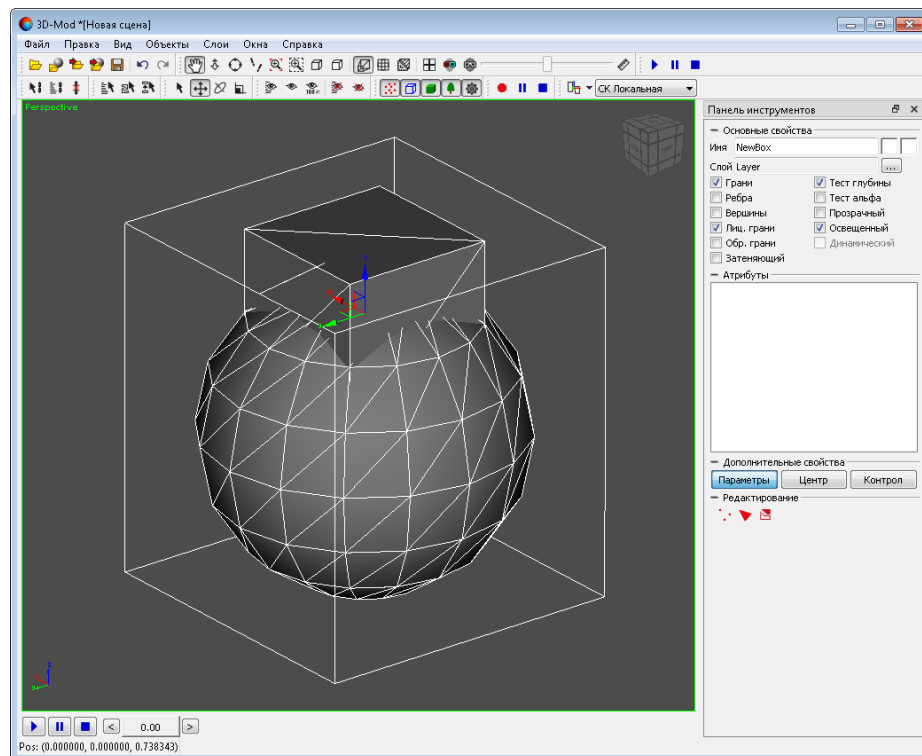 3D-Mod *[Новая сцена]
Файл Правка Вид Объекты Слои Окна Справка
100%
СК Локальная
Perspective
Панель инструментов
Основные свойства
Имя NewBox
Слой Layer ...
Грани Тест глубины
Ребра Тест альфа
Вершины Прозрачный
Лиц. грани Освещенный
Обр. грани Динамический
Затеняющий
Атрибуты
Дополнительные свойства
Параметры Центр Контрол
Редактирование
z
z
< 0.00 >
Pos: (0.000000, 0.000000, 0.738343)